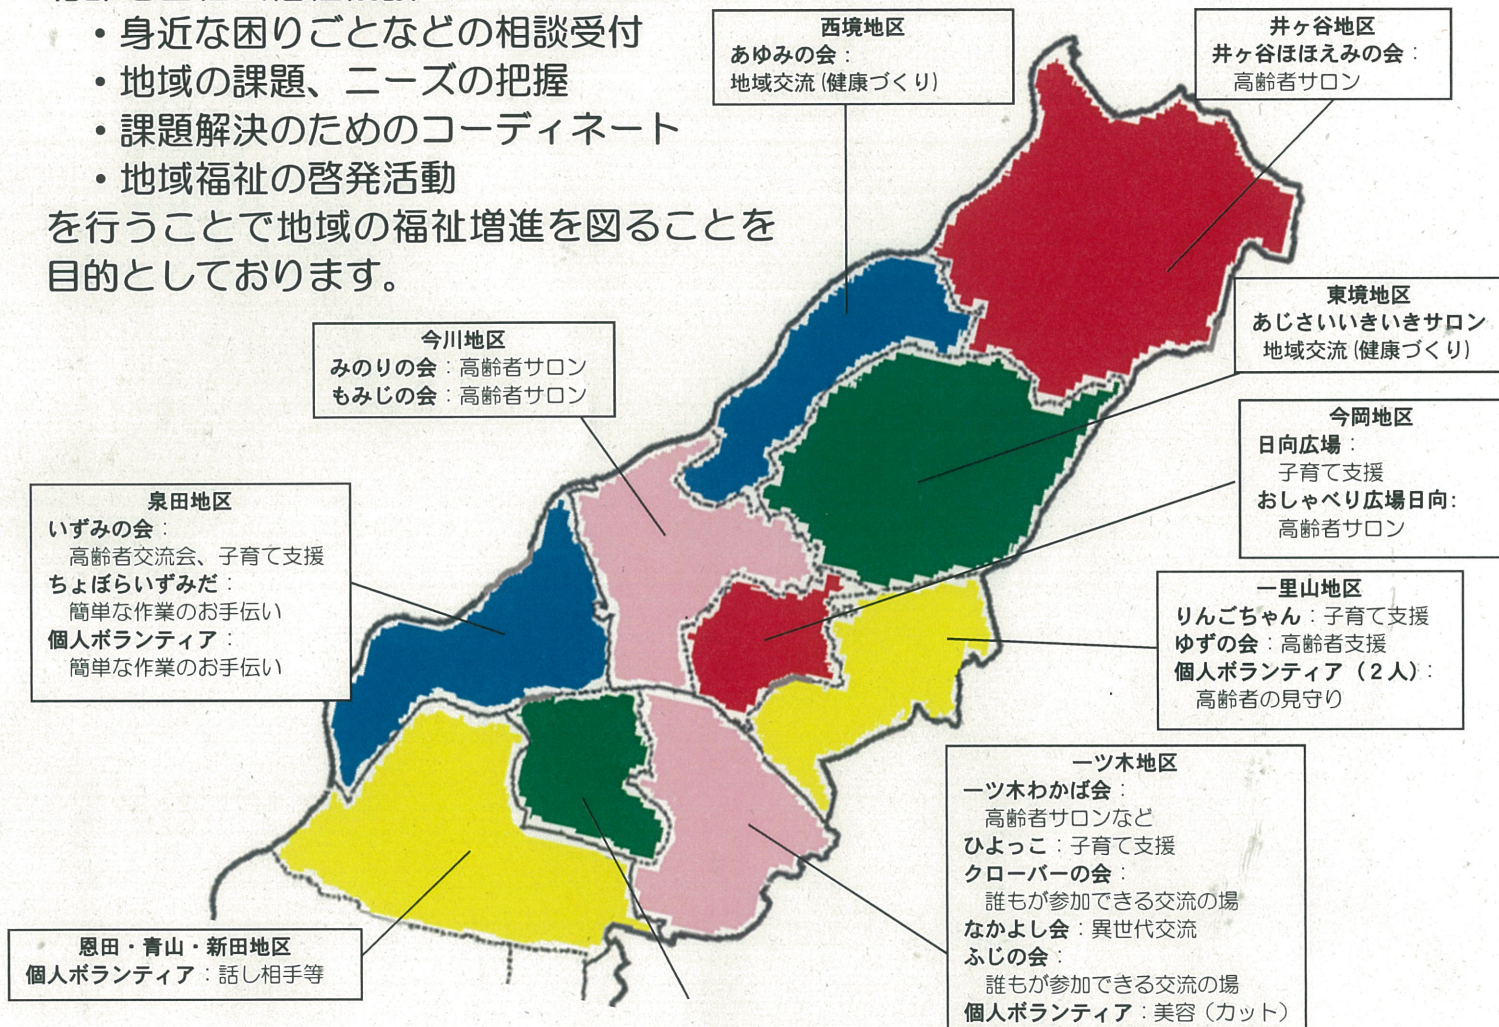 ・身近な困りごとなどの相談受付
・地域の課題、ニーズの把握
・課題解決のためのコーディネート
・地域福祉の啓発活動
を行うことで地域の福祉増進を図ることを
目的としております。
西境地区
あゆみの会：
地域交流(健康づくり)
井ヶ谷地区
井ヶ谷ほほえみの会：
高齢者サロン
東境地区
あじさいいきいきサロン
地域交流(健康づくり)
今川地区
みのりの会：高齢者サロン
もみじの会：高齢者サロン
今岡地区
日向広場：
子育て支援
おしゃべり広場日向：
高齢者サロン
泉田地区
いずみの会：
高齢者交流会、子育て支援
ちょぼらいずみだ：
簡単な作業のお手伝い
個人ボランティア：
簡単な作業のお手伝い
一里山地区
りんごちゃん：子育て支援
ゆずの会：高齢者支援
個人ボランティア（２人）：
高齢者の見守り
一ツ木地区
一ツ木わかば会：
高齢者サロンなど
ひよっこ：子育て支援
クローバーの会：
誰もが参加できる交流の場
なかよし会：異世代交流
ふじの会：
誰もが参加できる交流の場
個人ボランティア：美容（カット）
恩田・青山・新田地区
個人ボランティア：話し相手等